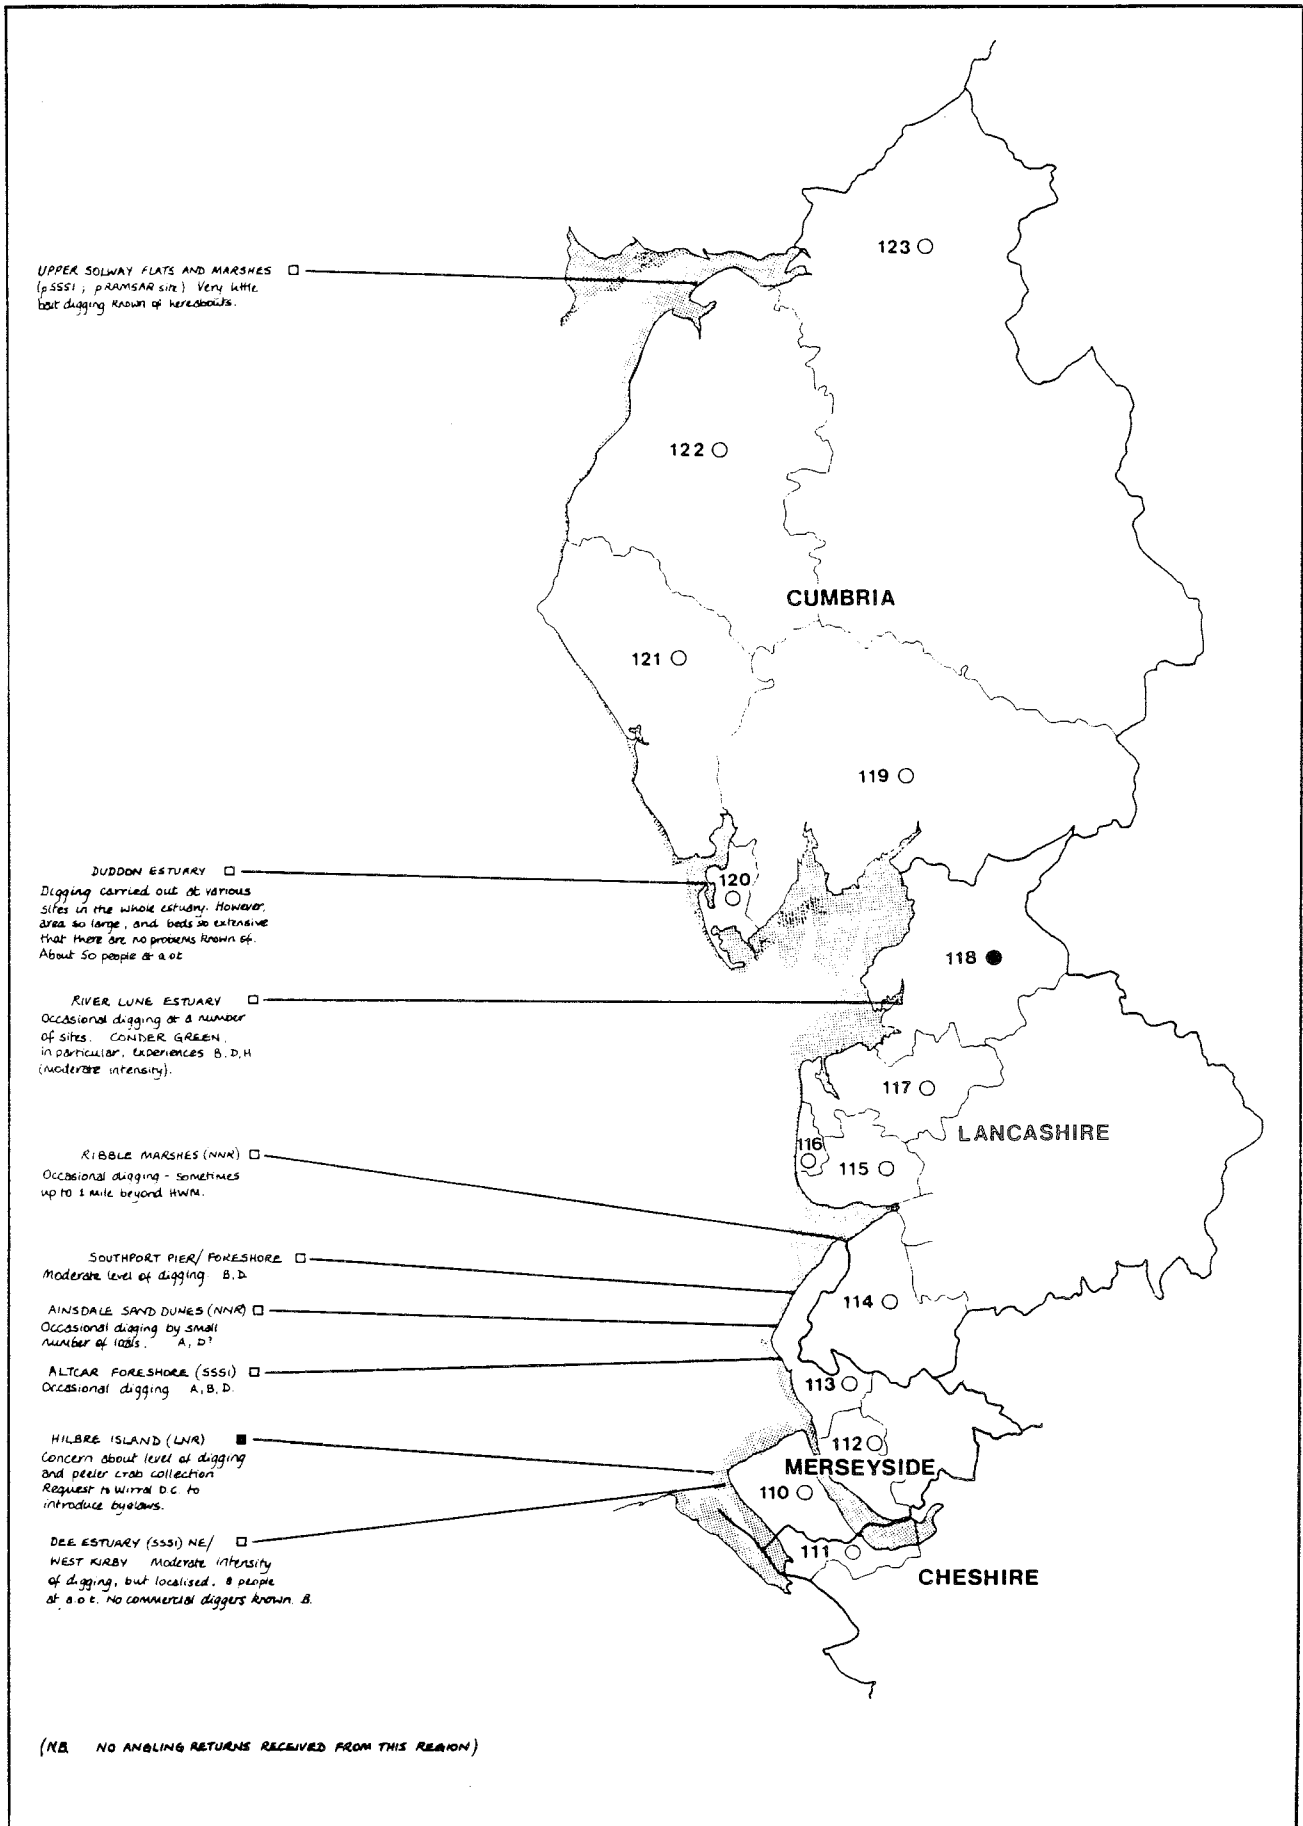 123
UPPER SOLWAY FLATS AND MARSHES
(pSSSI ; pRAMSAR site) Very little
bait digging known of hereabouts.
122
CUMBRIA
121
119
DUDDON ESTUARY
Digging carried out at various
sites in the whole estuary. However,
area so large, and beds so extensive
that there are no problems known of.
About 50 people @ a ot
120
118
RIVER LUNE ESTUARY
Occasional digging at a number
of sites. CONDER GREEN,
in particular, experiences B, D, H
(moderate intensity).
117
LANCASHIRE
116
115
RIBBLE MARSHES (NNR)
Occasional digging - sometimes
up to 1 mile beyond HWM.
SOUTHPORT PIER/ FORESHORE
Moderate level of digging B, D.
114
AINSDALE SAND DUNES (NNR)
Occasional digging by small
number of locals. A, D?
ALTCAR FORESHORE (SSSI)
Occasional digging A, B, D.
113
HILBRE ISLAND (LNR)
Concern about level of digging
and peeler crab collection
Request to Wirral D.C. to
introduce byelaws.
112
MERSEYSIDE
110
DEE ESTUARY (SSSI) NE/
WEST KIRBY Moderate intensity
of digging, but localised. 8 people
at a.o.t. No commercial diggers known. B.
111
CHESHIRE
(NB. NO ANGLING RETURNS RECEIVED FROM THIS REGION)